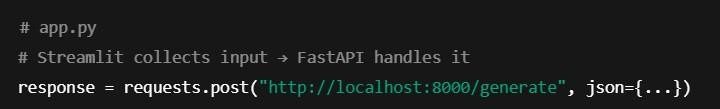 # app.py
# Streamlit collects input → FastAPI handles it
response = requests.post("http://localhost:8000/generate", json={...})